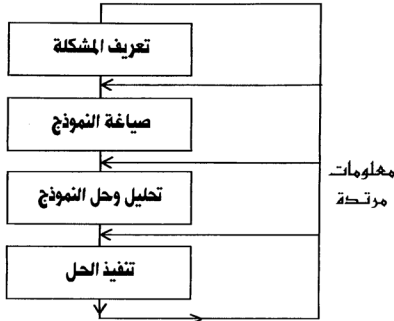 تعريف المشكلة
صياغة النموذج
تحليل وحل النموذج
تنفيذ الحل
معلومات
مرتدة